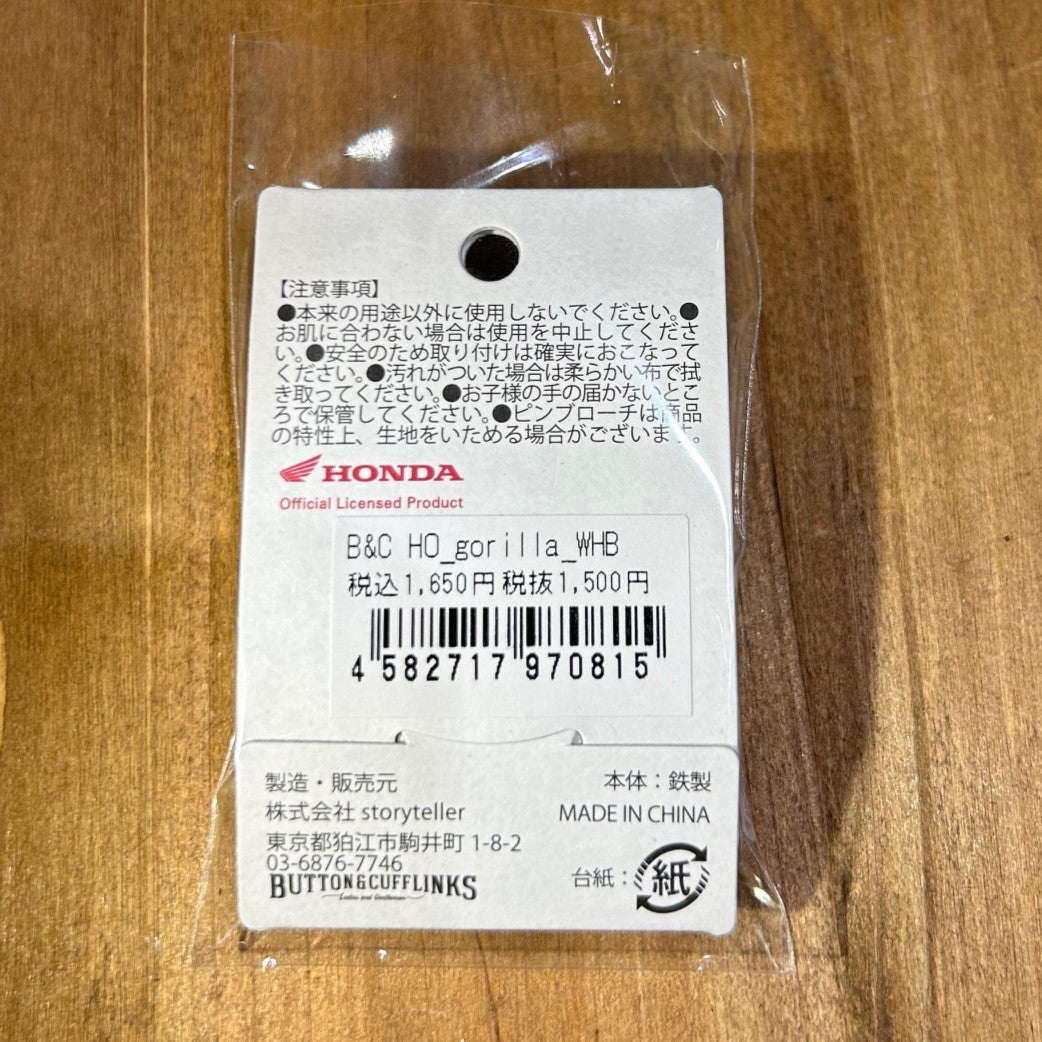 【注意事項】
●本来の用途以外に使用しないでください。●
お肌に合わない場合は使用を中止してくださ
い。●安全のため取り付けは確実におこなって
ください。●汚れがついた場合は柔らかい布で拭
き取ってください。●お子様の手の届かないとこ
ろで保管してください。●ピンブローチは商品
の特性上、生地をいためる場合がございます。
HONDA
Official Licensed Product
B&C HO_gorilla_WHB
税込1,650円 税抜1,500円
4 582717 970815
製造・販売元
株式会社 storyteller
東京都狛江市駒井町 1-8-2
03-6876-7746
BUTTON&CUFFLINKS
Ladies and Gentleman
本体：鉄製
MADE IN CHINA
台紙：紙